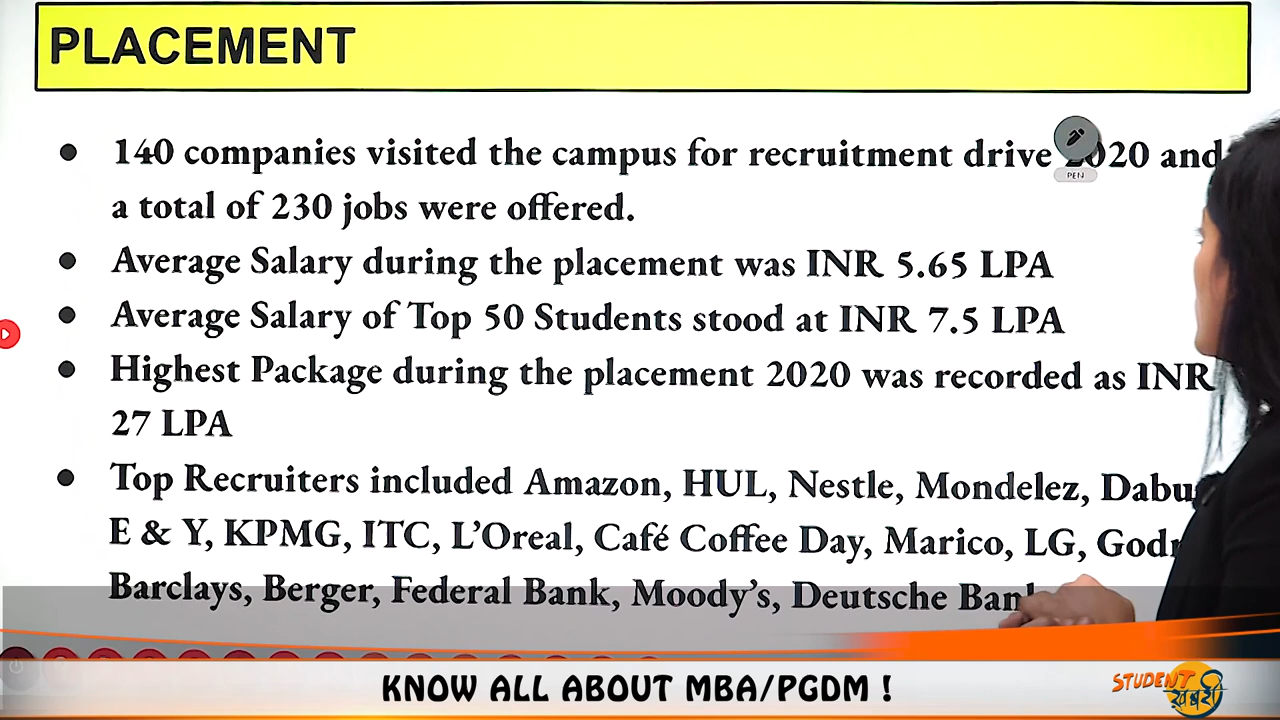 PLACEMENT
140 companies visited the campus for recruitment drive 2020 and
PEN
a total of 230 jobs were offered.
Average Salary during the placement was INR 5.65 LPA
Average Salary of Top 50 Students stood at INR 7.5 LPA
Highest Package during the placement 2020 was recorded as INR
27 LPA
Top Recruiters included Amazon, HUL, Nestle, Mondelez, Dabu
E & Y, KPMG, ITC, L’Oreal, Café Coffee Day, Marico, LG, God
Barclays, Berger, Federal Bank, Moody’s, Deutsche Ban
KNOW ALL ABOUT MBA/PGDM !
STUDENT
खबरी